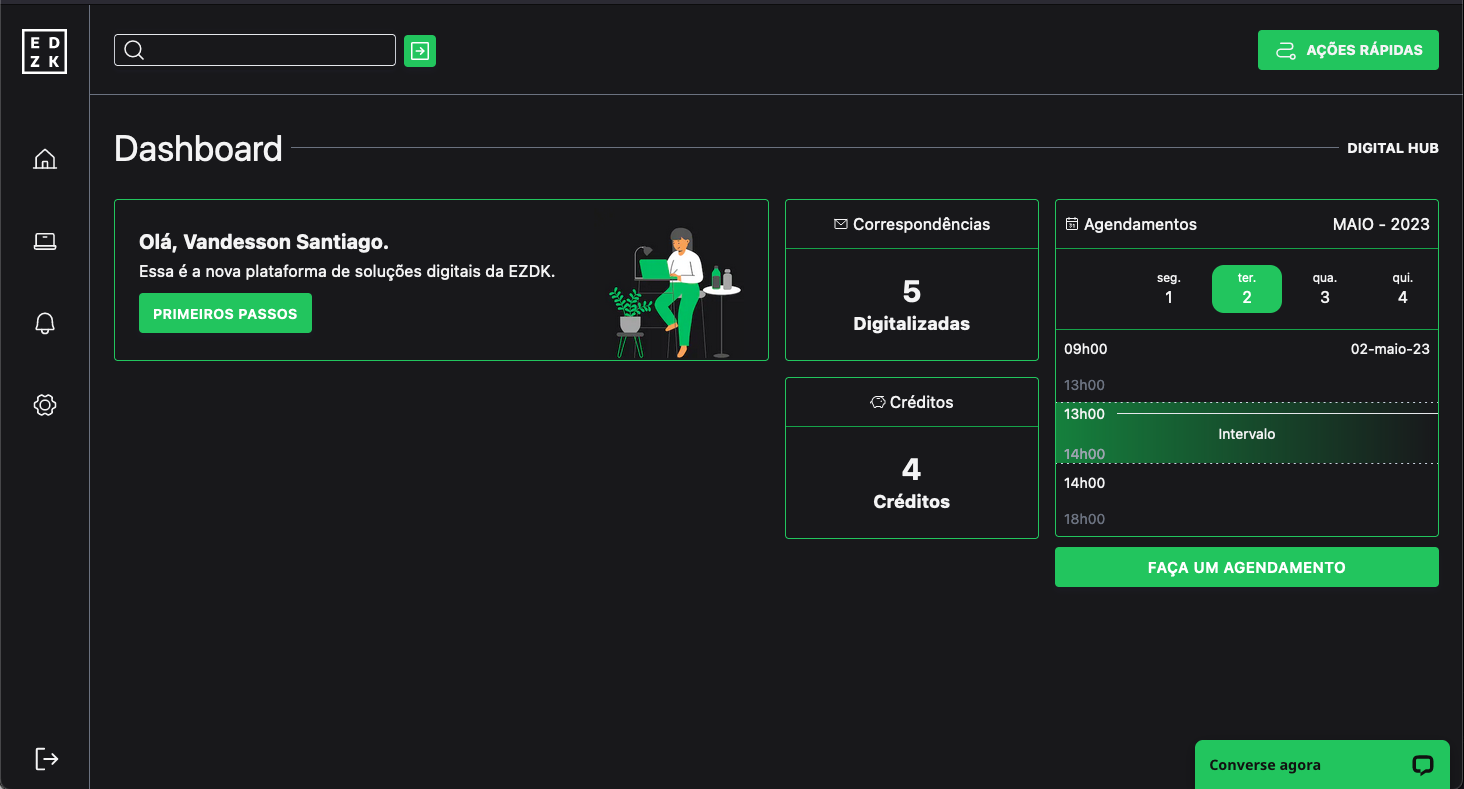 E D
Z K
AÇÕES RÁPIDAS
Dashboard
DIGITAL HUB
Olá, Vandesson Santiago.
Essa é a nova plataforma de soluções digitais da EZDK.
PRIMEIROS PASSOS
Correspondências
5
Digitalizadas
Créditos
4
Créditos
Agendamentos MAIO - 2023
seg. ter. qua. qui.
1 2 3 4
09h00 02-maio-23
13h00
13h00
Intervalo
14h00
14h00
18h00
FAÇA UM AGENDAMENTO
Converse agora